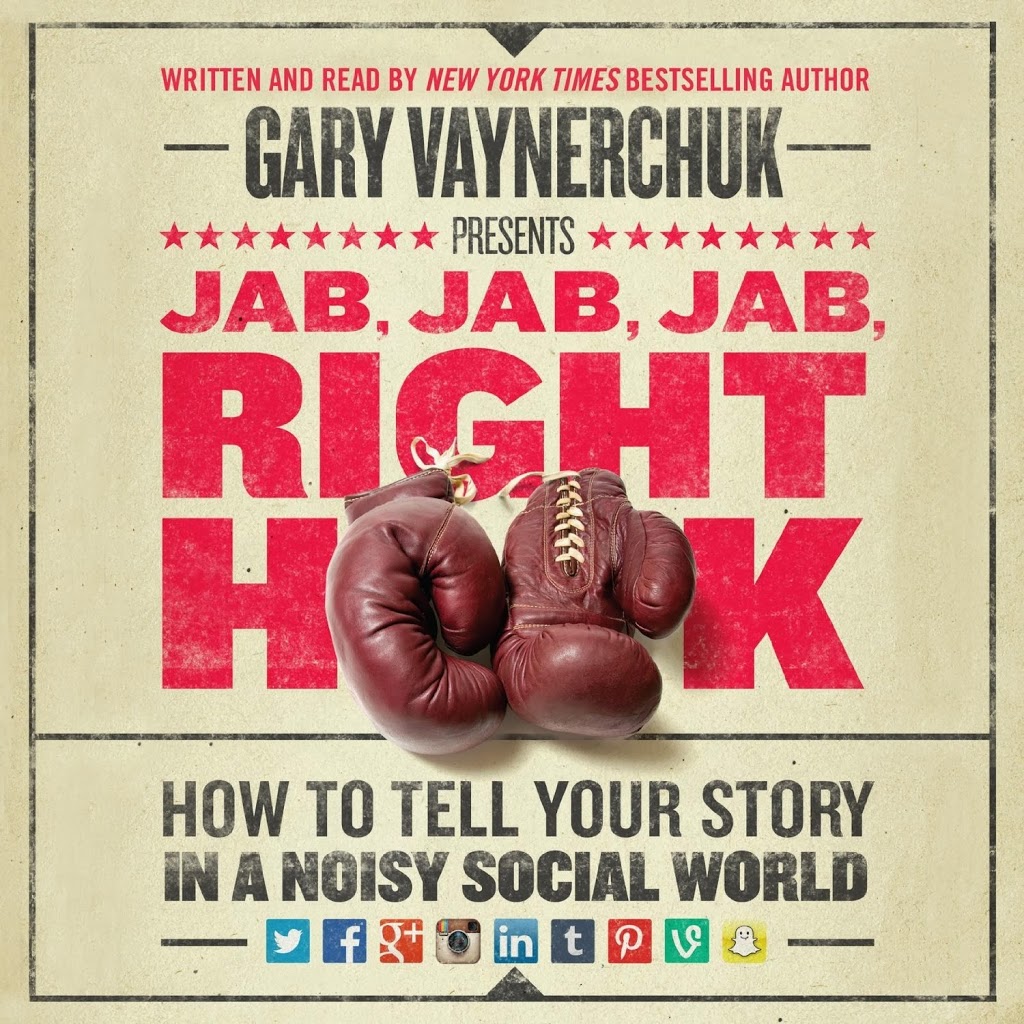 WRITTEN AND READ BY NEW YORK TIMES BESTSELLING AUTHOR
GARY VAYNERCHUK
PRESENTS
JAB, JAB, JAB,
RIGHT
HOOK
HOW TO TELL YOUR STORY
IN A NOISY SOCIAL WORLD
f g+ in t p V